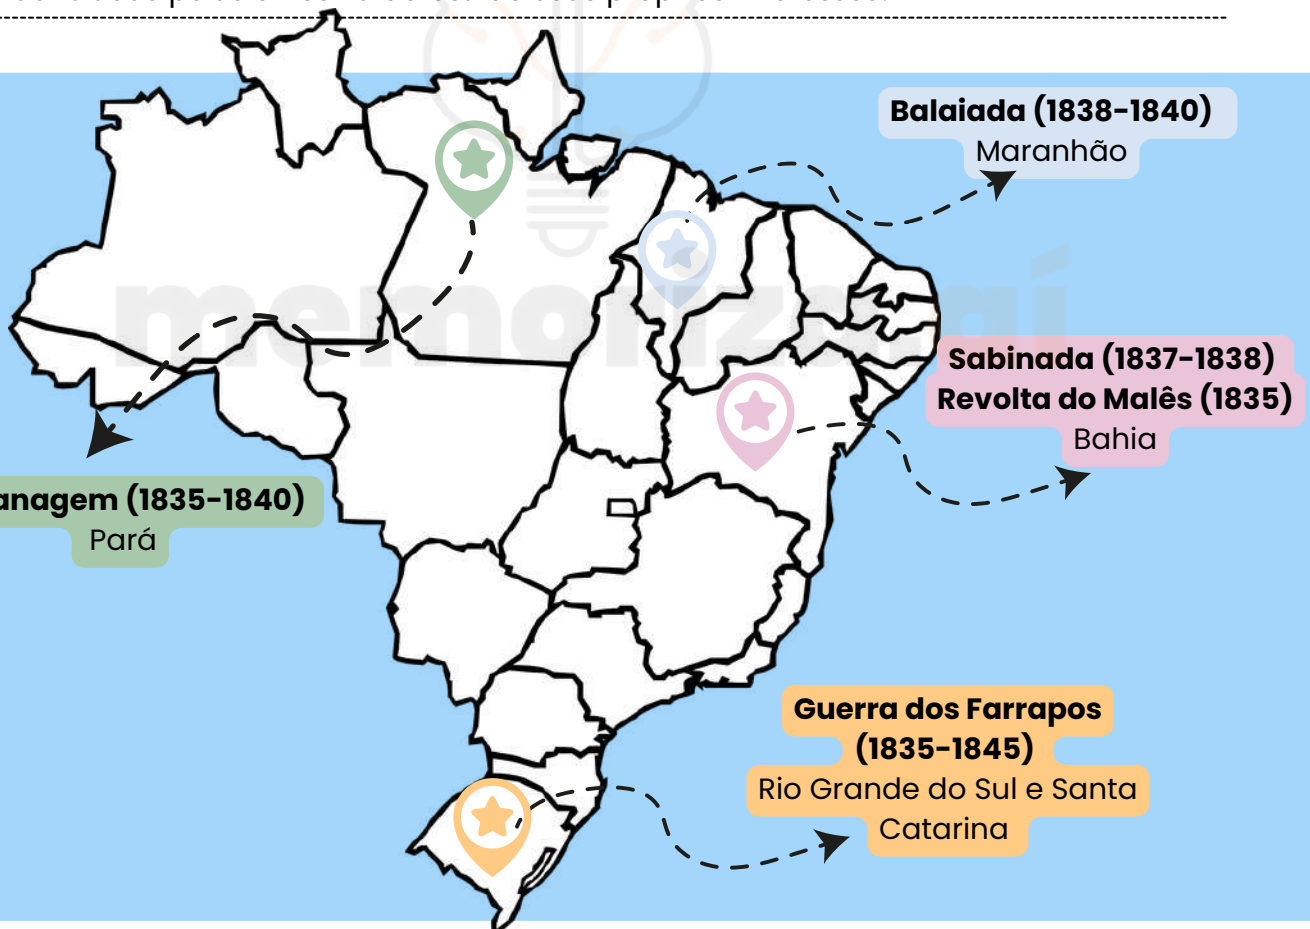 Balaiada (1838-1840)
Maranhão
memorizaaí
Sabinada (1837-1838)
Revolta do Malês (1835)
Bahia
anagem (1835-1840)
Pará
Guerra dos Farrapos
(1835-1845)
Rio Grande do Sul e Santa
Catarina